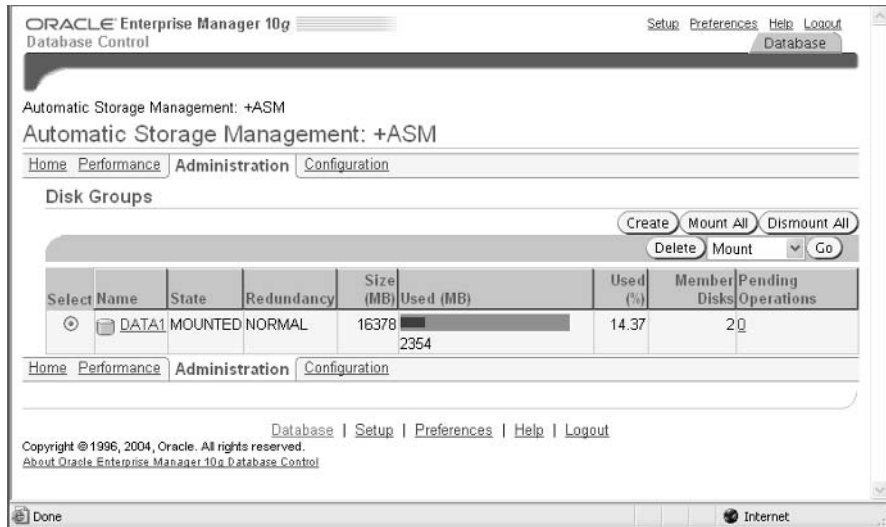 ORACLE Enterprise Manager 10g
Database Control
Setup Preferences Help Logout
Database
Automatic Storage Management: +ASM
Automatic Storage Management: +ASM
Home Performance Administration Configuration
Disk Groups
Create Mount All Dismount All
Delete Mount Go
Select Name State Redundancy Size (MB) Used (MB) Used (%) Member Disks Pending Operations
DATA1 MOUNTED NORMAL 16378 2354 14.37 2 0
Home Performance Administration Configuration
Database | Setup | Preferences | Help | Logout
Copyright © 1996, 2004, Oracle. All rights reserved.
About Oracle Enterprise Manager 10g Database Control
Done Internet